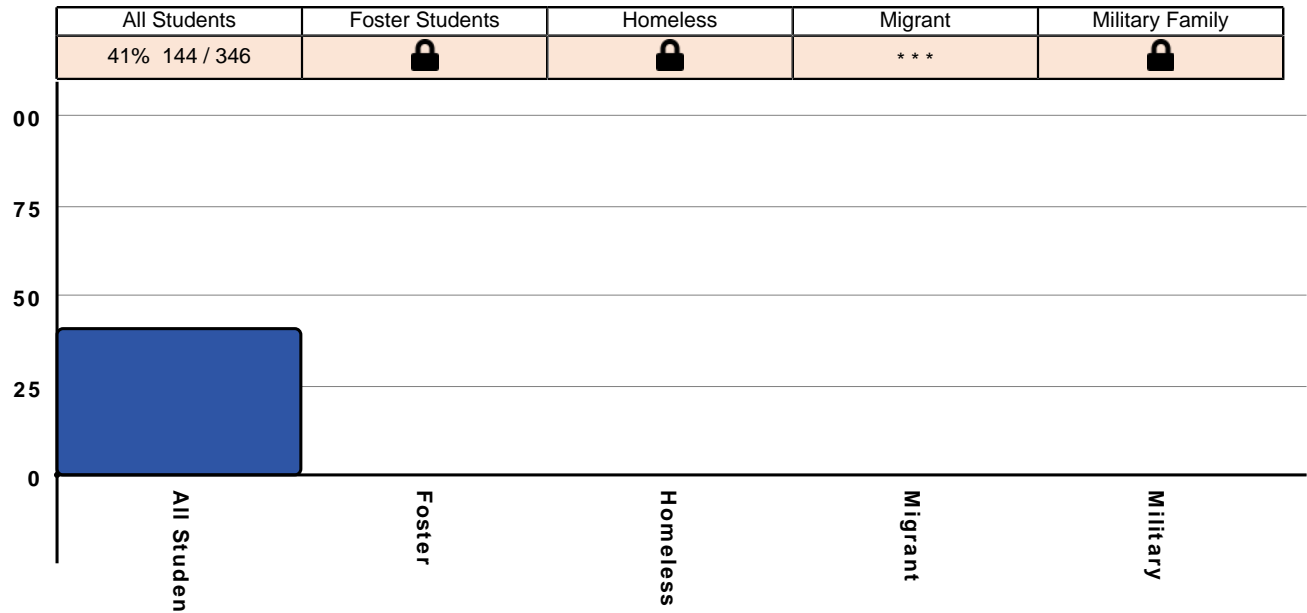 All Students Foster Students Homeless Migrant Military Family
41% 144 / 346 * * *
00
75
50
25
0
All Studen
Foster
Homeless
Migrant
Military